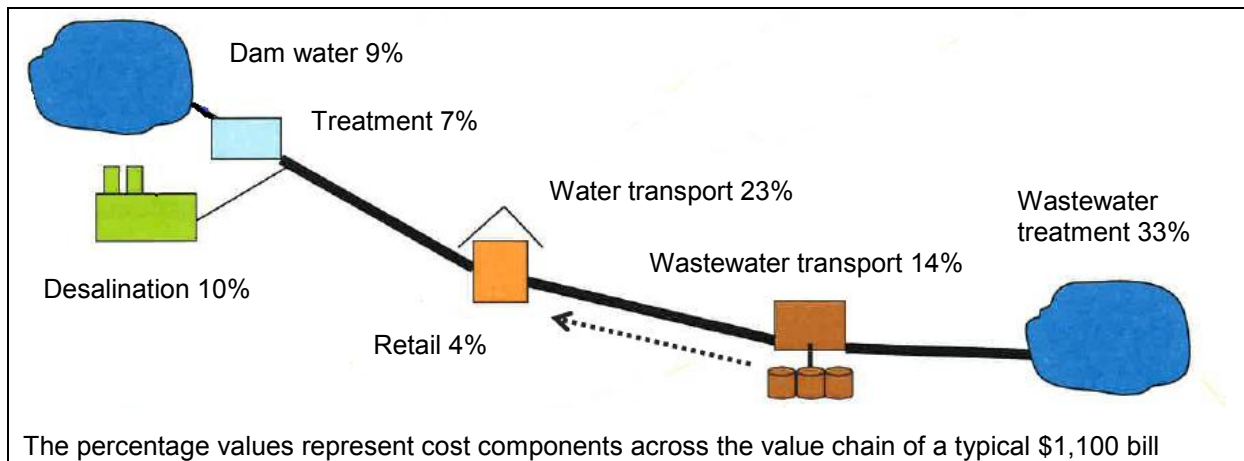 Dam water 9%
Treatment 7%
Water transport 23%
Wastewater
treatment 33%
Wastewater transport 14%
Desalination 10%
Retail 4%
The percentage values represent cost components across the value chain of a typical $1,100 bill